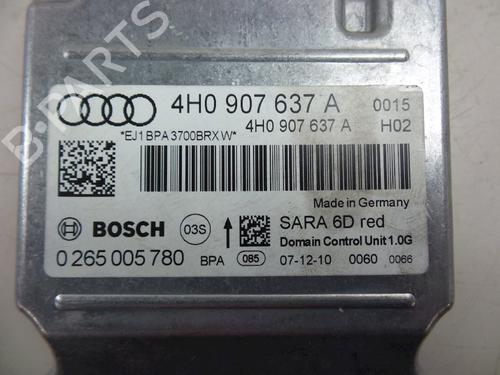 4H0 907 637 A 0015
4H0 907 637 A H02
*EJ1 BPA 3700BRX W*
Made in Germany
BOSCH 03S SARA 6D red
Domain Control Unit 1.0G
0 265 005 780 BPA 085 07-12-10 0060 0066
B-PARTS